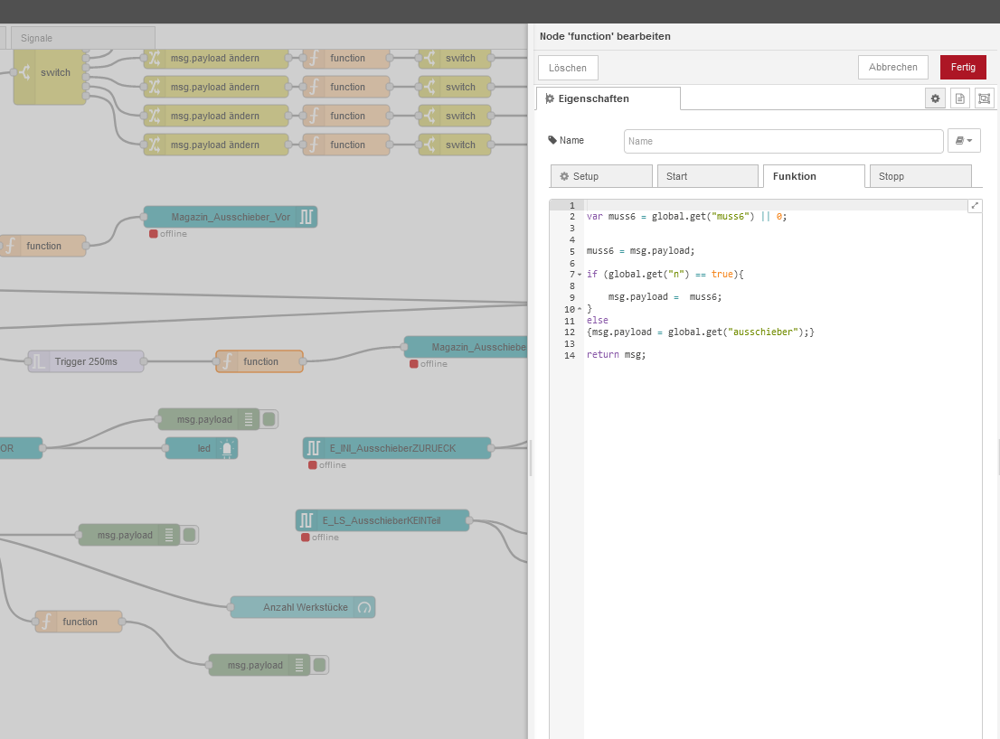 Signale
switch
msg.payload ändern
function
switch
msg.payload ändern
function
switch
msg.payload ändern
function
switch
msg.payload ändern
function
switch
Magazin_Ausschieber_Vor
offline
function
Trigger 250ms
function
Magazin_Ausschiebe
offline
msg.payload
OR
led
E_INI_AusschieberZURUECK
offline
E_LS_AusschieberKEINTeil
offline
msg.payload
Anzahl Werkstücke
function
msg.payload
Node 'function' bearbeiten
Löschen
Abbrechen
Fertig
Eigenschaften
Name
Name
Setup
Start
Funktion
Stopp
1
2 var muss6 = global.get("muss6") || 0;
3
4
5 muss6 = msg.payload;
6
7 if (global.get("n") == true){
8
9 msg.payload =  muss6;
10 }
11 else
12 {msg.payload = global.get("ausschieber");}
13
14 return msg;